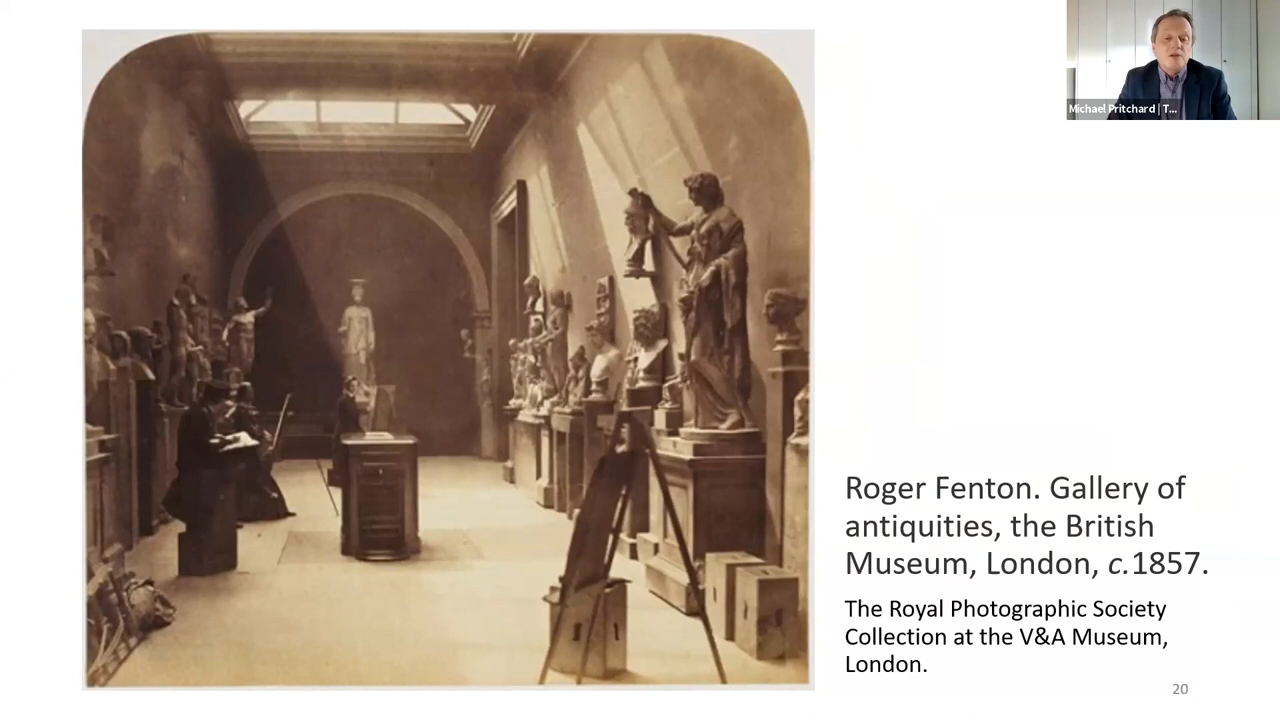 Michael Pritchard | T...
Roger Fenton. Gallery of
antiquities, the British
Museum, London, c.1857.
The Royal Photographic Society
Collection at the V&A Museum,
London.
20